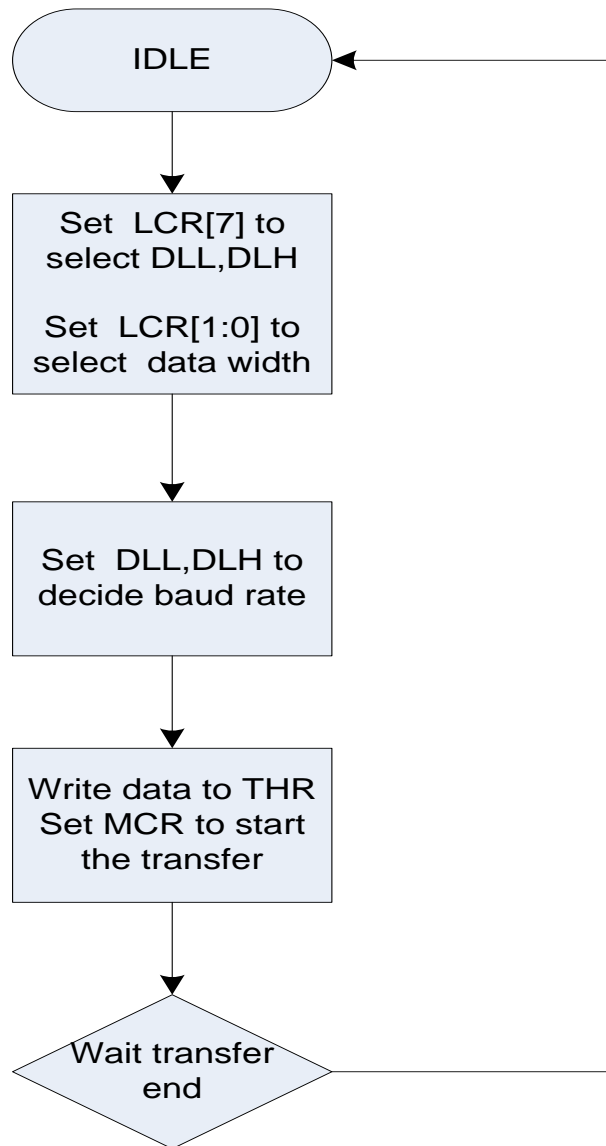 IDLE
Set LCR[7] to
select DLL,DLH
Set LCR[1:0] to
select data width
Set DLL,DLH to
decide baud rate
Write data to THR
Set MCR to start
the transfer
Wait transfer
end